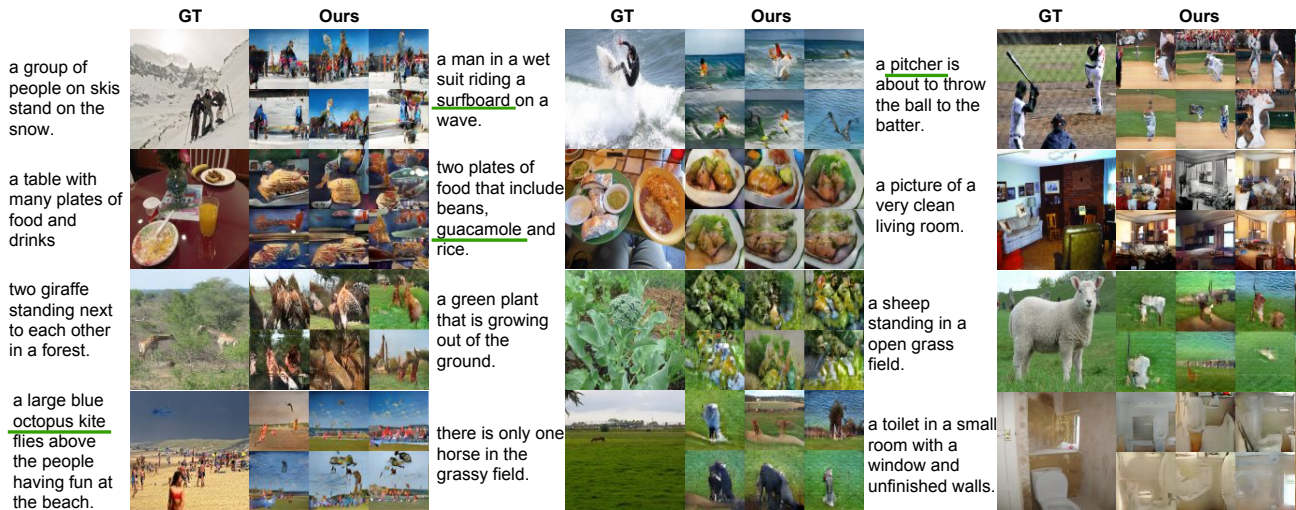 GT
Ours
GT
Ours
GT
Ours
a group of
people on skis
stand on the
snow.
a man in a wet
suit riding a
surfboard on a
wave.
a pitcher is
about to throw
the ball to the
batter.
a table with
many plates of
food and
drinks
two plates of
food that include
beans,
guacamole and
rice.
a picture of a
very clean
living room.
two giraffe
standing next
to each other
in a forest.
a green plant
that is growing
out of the
ground.
a sheep
standing in a
open grass
field.
a large blue
octopus kite
flies above
the people
having fun at
the beach.
there is only one
horse in the
grassy field.
a toilet in a small
room with a
window and
unfinished walls.